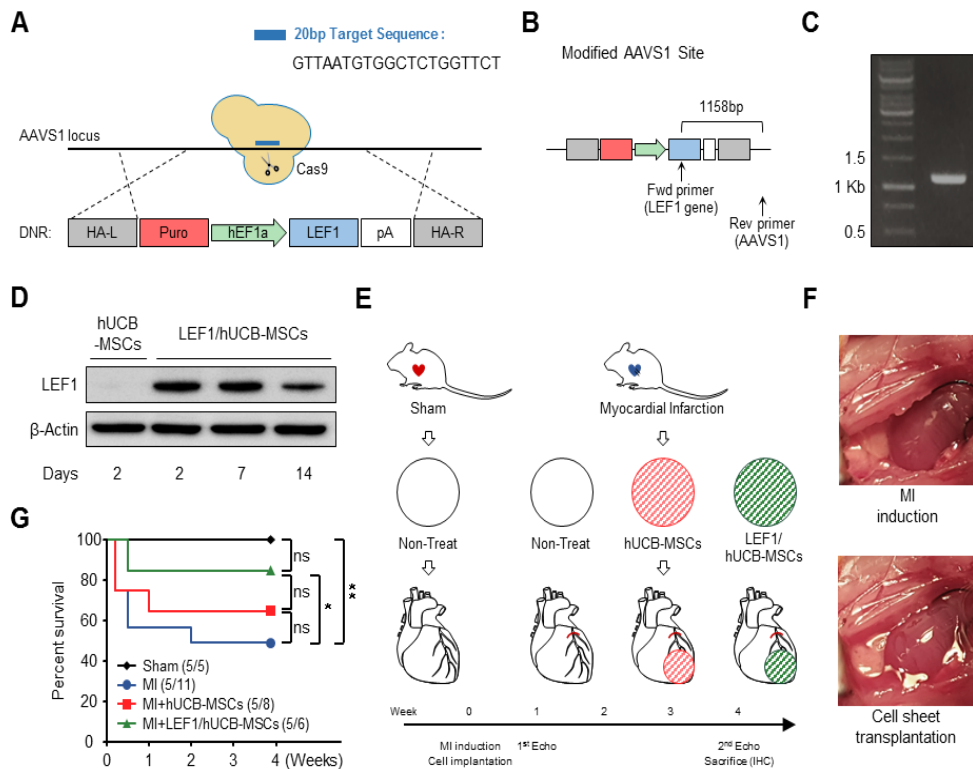 A
20bp Target Sequence :
GTTAATGTGGCTCTGGTTCT
AAVS1 locus
Cas9
DNR:
HA-L
Puro
hEF1a
LEF1
pA
HA-R
B
Modified AAVS1 Site
1158bp
Fwd primer
(LEF1 gene)
Rev primer
(AAVS1)
C
1.5
1 Kb
0.5
D
hUCB
-MSCs
LEF1/hUCB-MSCs
LEF1
β-Actin
Days 2 2 7 14
E
Sham
Myocardial Infarction
Non-Treat
Non-Treat
hUCB-MSCs
LEF1/
hUCB-MSCs
Week 0 1 2 3 4
MI induction
Cell implantation
1st Echo
2nd Echo
Sacrifice (IHC)
F
MI
induction
Cell sheet
transplantation
G
Percent survival
100
80
60
40
20
0
0 1 2 3 4 (Weeks)
ns
ns
ns
*
**
Sham (5/5)
MI (5/11)
MI+hUCB-MSCs (5/8)
MI+LEF1/hUCB-MSCs (5/6)